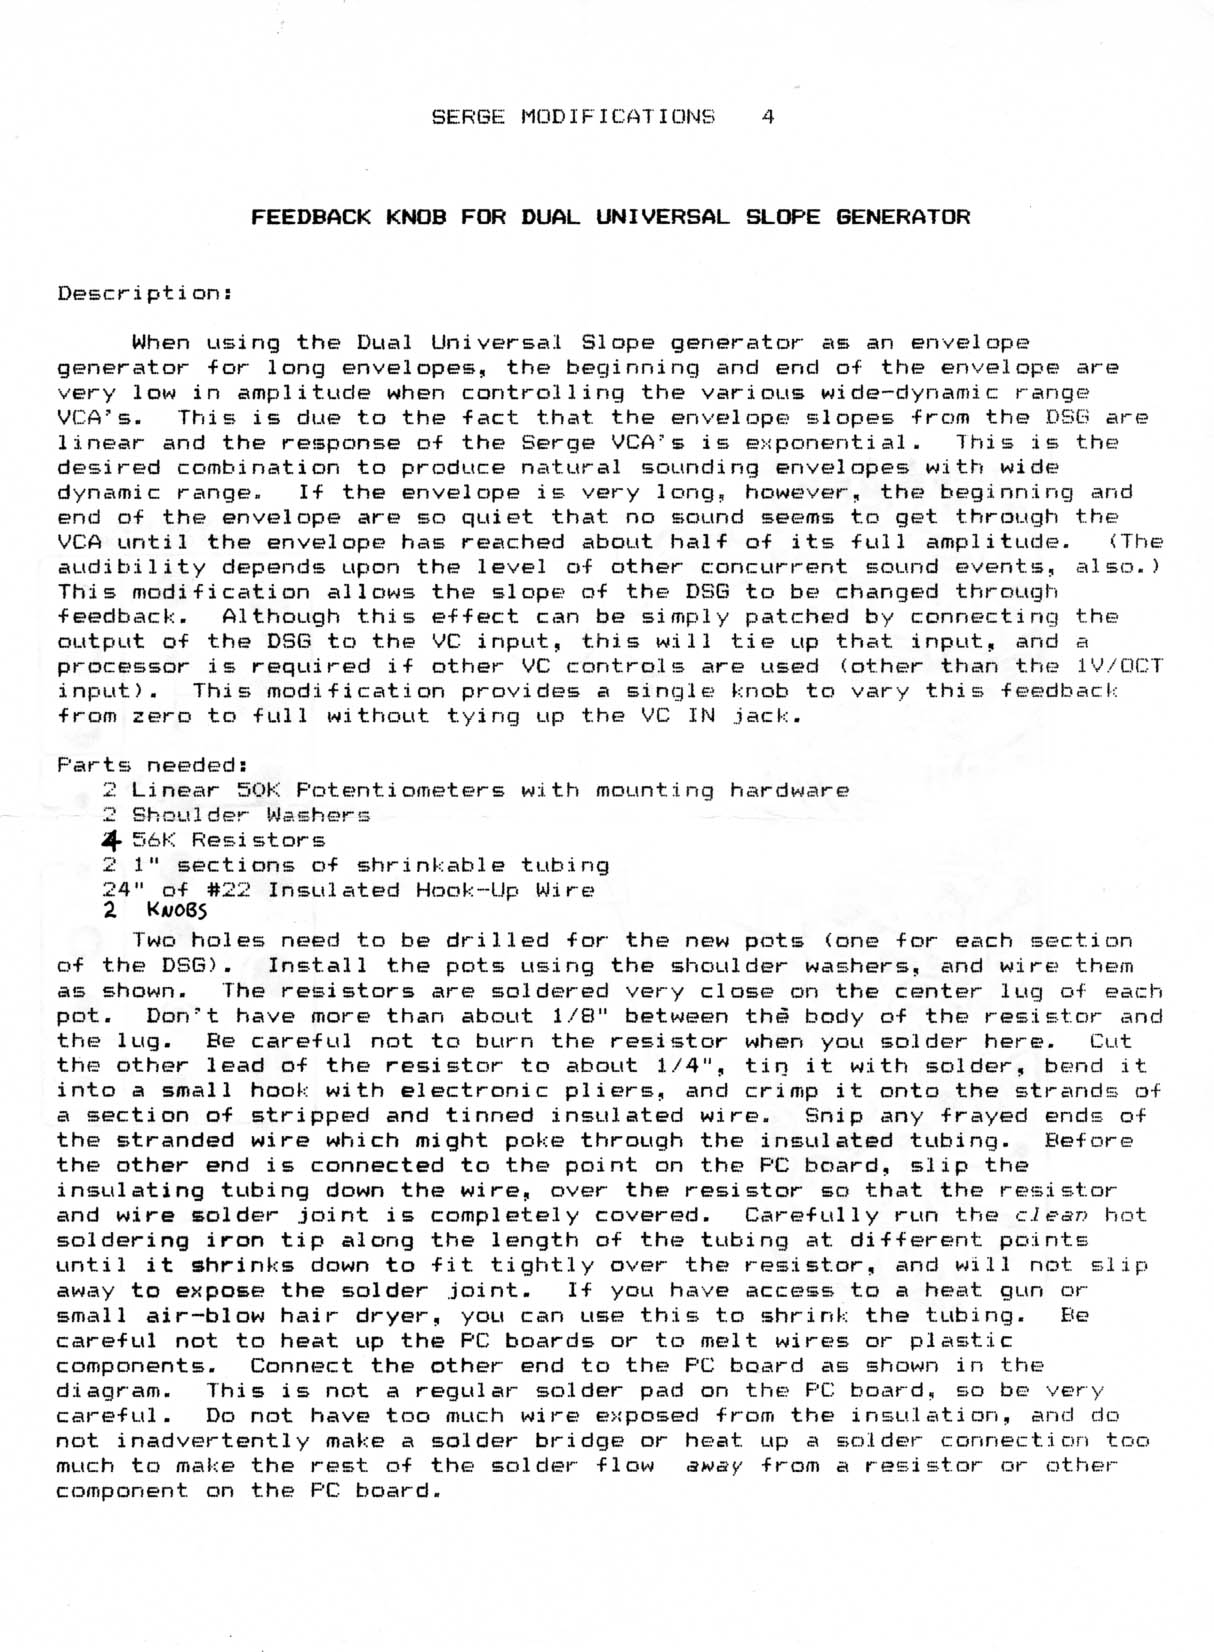 SERGE MODIFICATIONS 4
FEEDBACK KNOB FOR DUAL UNIVERSAL SLOPE GENERATOR
Description:
When using the Dual Universal Slope generator as an envelope
generator for long envelopes, the beginning and end of the envelope are
very low in amplitude when controlling the various wide-dynamic range
VCA's. This is due to the fact that the envelope slopes from the DSG are
linear and the response of the Serge VCA's is exponential. This is the
desired combination to produce natural sounding envelopes with wide
dynamic range. If the envelope is very long, however, the beginning and
end of the envelope are so quiet that no sound seems to get through the
VCA until the envelope has reached about half of its full amplitude. (The
audibility depends upon the level of other concurrent sound events, also.)
This modification allows the slope of the DSG to be changed through
feedback. Although this effect can be simply patched by connecting the
output of the DSG to the VC input, this will tie up that input, and a
processor is required if other VC controls are used (other than the 1V/OCT
input). This modification provides a single knob to vary this feedback
from zero to full without tying up the VC IN jack.
Parts needed:
2 Linear 50K Potentiometers with mounting hardware
2 Shoulder Washers
4 56K Resistors
2 1" sections of shrinkable tubing
24" of #22 Insulated Hook-Up Wire
2 KNOBS
Two holes need to be drilled for the new pots (one for each section
of the DSG). Install the pots using the shoulder washers, and wire them
as shown. The resistors are soldered very close on the center lug of each
pot. Don't have more than about 1/8" between the body of the resistor and
the lug. Be careful not to burn the resistor when you solder here. Cut
the other lead of the resistor to about 1/4", tin it with solder, bend it
into a small hook with electronic pliers, and crimp it onto the strands of
a section of stripped and tinned insulated wire. Snip any frayed ends of
the stranded wire which might poke through the insulated tubing. Before
the other end is connected to the point on the PC board, slip the
insulating tubing down the wire, over the resistor so that the resistor
and wire solder joint is completely covered. Carefully run the clean hot
soldering iron tip along the length of the tubing at different points
until it shrinks down to fit tightly over the resistor, and will not slip
away to expose the solder joint. If you have access to a heat gun or
small air-blow hair dryer, you can use this to shrink the tubing. Be
careful not to heat up the PC boards or to melt wires or plastic
components. Connect the other end to the PC board as shown in the
diagram. This is not a regular solder pad on the PC board, so be very
careful. Do not have too much wire exposed from the insulation, and do
not inadvertently make a solder bridge or heat up a solder connection too
much to make the rest of the solder flow away from a resistor or other
component on the PC board.